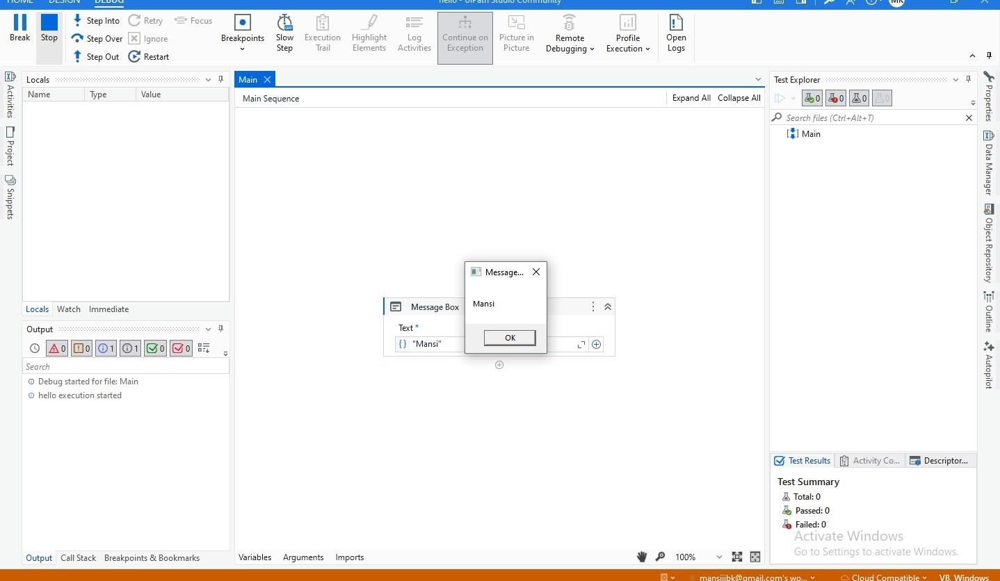 HOME DESIGN DEBUG
hello - UiPath Studio Community
MK
Break
Stop
Step Into
Step Over
Step Out
Retry
Ignore
Restart
Focus
Breakpoints
Slow
Step
OFF
Execution
Trail
Highlight
Elements
Log
Activities
Continue on
Exception
Picture in
Picture
Remote
Debugging
Profile
Execution
Open
Logs
Activities
Project
Snippets
Locals
Name Type Value
Locals Watch Immediate
Output
0 0 1 1 0 0
Search
Debug started for file: Main
hello execution started
Output Call Stack Breakpoints & Bookmarks
Main
Main Sequence
Expand All Collapse All
Message Box
Text *
{ } "Mansi"
Message...
Mansi
OK
Variables Arguments Imports
100%
Test Explorer
0 0 0 0
Search files (Ctrl+Alt+T)
Main
Test Results Activity Co... Descriptor...
Test Summary
Total: 0
Passed: 0
Failed: 0
Activate Windows
Go to Settings to activate Windows.
Properties
Data Manager
Object Repository
Outline
Autopilot
mansijjbk@gmail.com's wo...
Cloud Compatible
VB, Windows